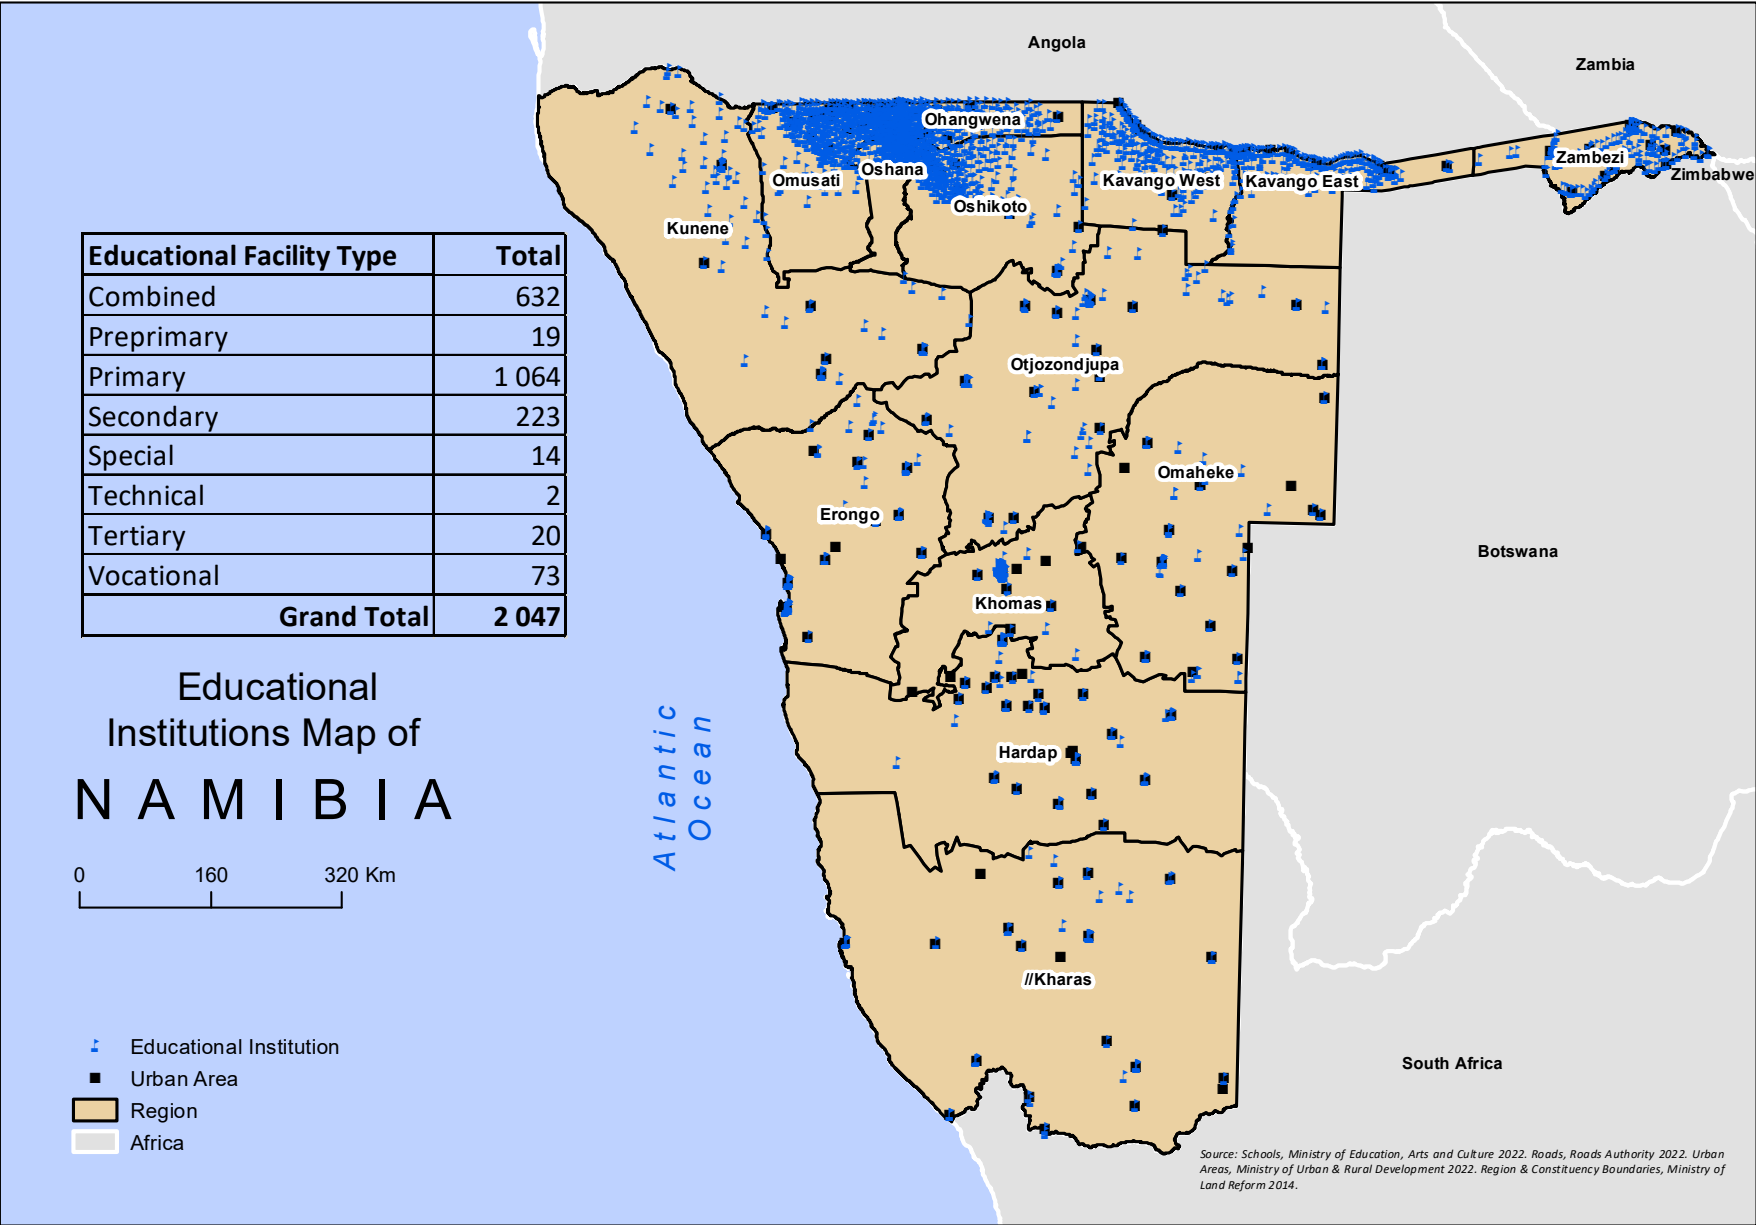 Angola
Zambia
Ohangwena
Oshana
Omusati
Kavango West
Kavango East
Zambezi
Zimbabwe
Oshikoto
Kunene
Educational Facility Type Total
Combined 632
Preprimary 19
Primary 1 064
Secondary 223
Special 14
Technical 2
Tertiary 20
Vocational 73
Grand Total 2 047
Otjozondjupa
Omaheke
Erongo
Botswana
Khomas
Educational
Institutions Map of
NAMIBIA
Atlantic
Ocean
Hardap
0 160 320 Km
//Kharas
Educational Institution
Urban Area
Region
Africa
South Africa
Source: Schools, Ministry of Education, Arts and Culture 2022. Roads, Roads Authority 2022. Urban
Areas, Ministry of Urban & Rural Development 2022. Region & Constituency Boundaries, Ministry of
Land Reform 2014.